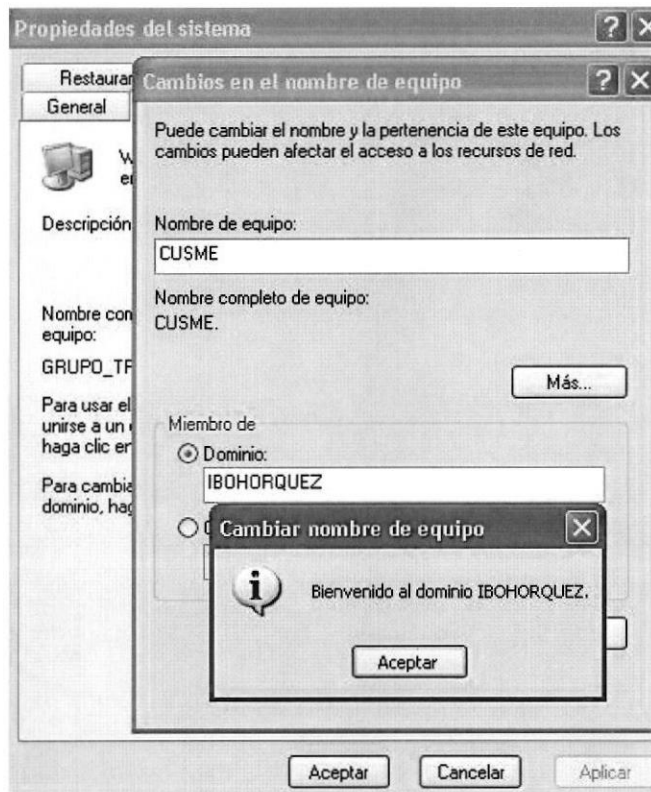 Propiedades del sistema
Restaurar
General
Descripción
Nombre con
equipo:
GRUPO_TF
Para usar el
unirse a un
haga clic en
Para cambia
dominio, hag
Cambios en el nombre de equipo
Puede cambiar el nombre y la pertenencia de este equipo. Los
cambios pueden afectar el acceso a los recursos de red.
Nombre de equipo:
CUSME
Nombre completo de equipo:
CUSME.
Más...
Miembro de
Dominio:
IBOHORQUEZ
Cambiar nombre de equipo
Bienvenido al dominio IBOHORQUEZ.
Aceptar
Aceptar
Cancelar
Aplicar